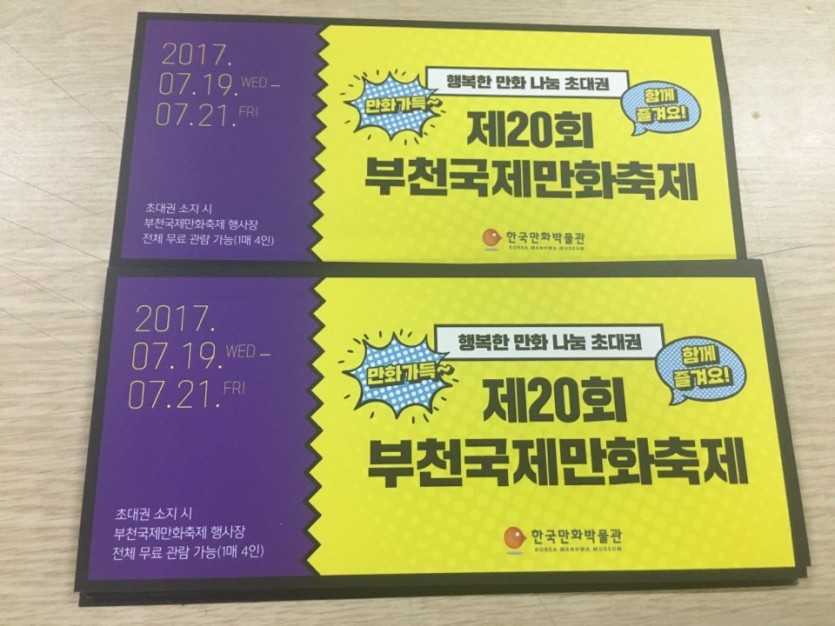 2017.
07.19. WED –
07.21. FRI
초대권 소지 시
부천국제만화축제 행사장
전체 무료 관람 가능(1매 4인)
행복한 만화 나눔 초대권
만화가득~
함께
즐겨요!
제20회
부천국제만화축제
한국만화박물관
KOREA MANHWA MUSEUM
2017.
07.19. WED –
07.21. FRI
초대권 소지 시
부천국제만화축제 행사장
전체 무료 관람 가능(1매 4인)
행복한 만화 나눔 초대권
만화가득~
함께
즐겨요!
제20회
부천국제만화축제
한국만화박물관
KOREA MANHWA MUSEUM